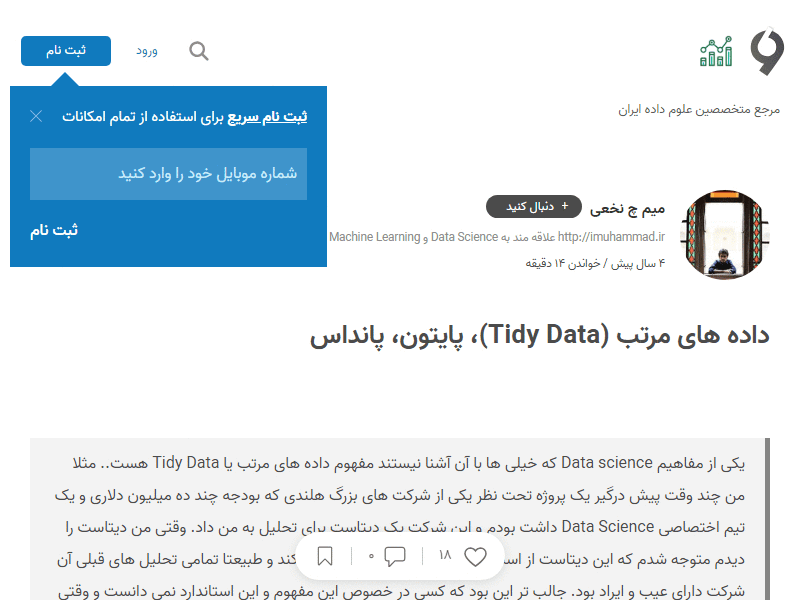 ثبت نام
ورود
مرجع متخصصین علوم داده ایران
ثبت نام سریع برای استفاده از تمام امکانات
شماره موبایل خود را وارد کنید
ثبت نام
میم چ نخعی
+ دنبال کنید
http://imuhammad.ir علاقه مند به Data Science و Machine Learning
۴ سال پیش / خواندن ۱۴ دقیقه
داده های مرتب (Tidy Data)، پایتون، پانداس
یکی از مفاهیم Data science که خیلی ها با آن آشنا نیستند مفهوم داده های مرتب یا Tidy Data هست.. مثلا
من چند وقت پیش درگیر یک پروژه تحت نظر یکی از شرکت های بزرگ هلندی که بودجه چند ده میلیون دلاری و یک
تیم اختصاصی Data Science داشت بودم و این شرکت یک دیتاست برای تحلیل به من داد. وقتی من دیتاست را
دیدم متوجه شدم که این دیتاست از کند و طبیعتا تمامی تحلیل های قبلی آن
شرکت دارای عیب و ایراد بود. جالب تر این بود که کسی در خصوص این مفهوم و این استاندارد نمی دانست و وقتی
۱۸
۰